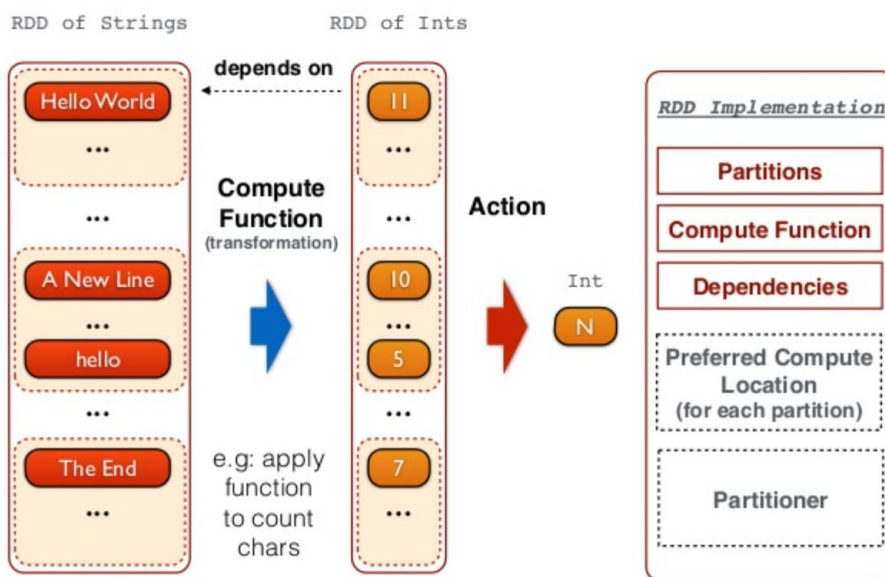 RDD of Strings
RDD of Ints
depends on
Hello World
...
...
A New Line
...
hello
...
The End
...
Compute
Function
(transformation)
e.g: apply
function
to count
chars
11
...
...
10
...
5
...
7
...
Action
Int
N
RDD Implementation
Partitions
Compute Function
Dependencies
Preferred Compute
Location
(for each partition)
Partitioner